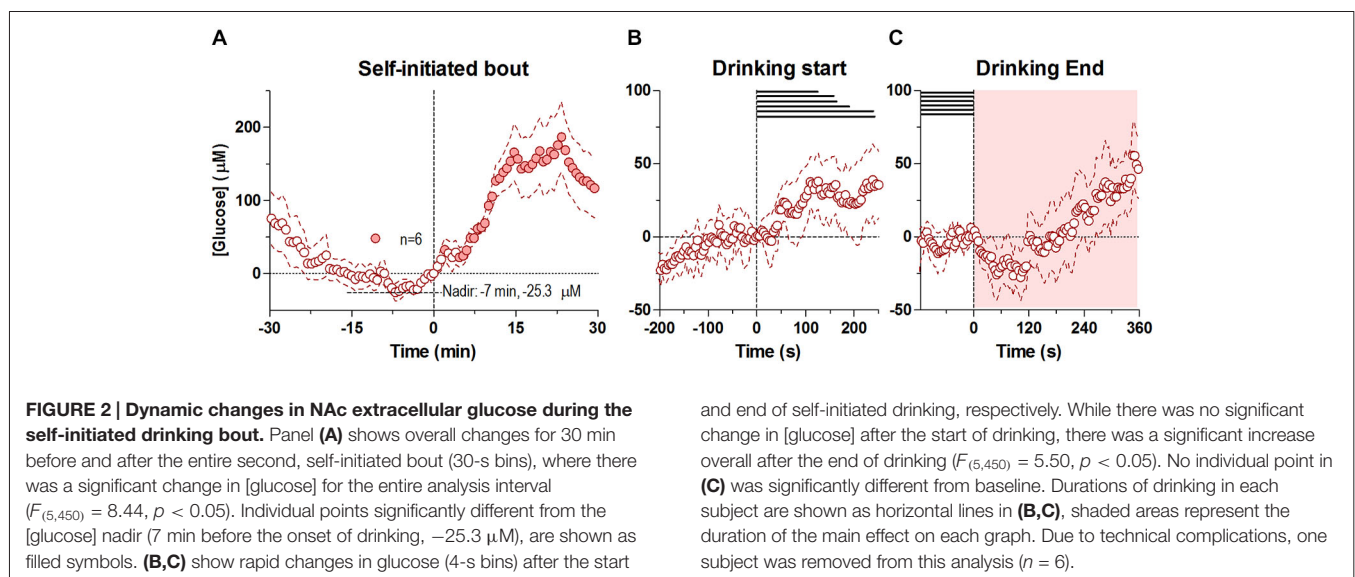 A
B
C
Self-initiated bout
Drinking start
Drinking End
[Glucose] (μM)
200
100
0
n=6
Nadir: -7 min, -25.3 μM
-30
-15
0
15
30
Time (min)
100
50
0
-50
-200
-100
0
100
200
Time (s)
100
50
0
-50
0
120
240
360
Time (s)
FIGURE 2 | Dynamic changes in NAc extracellular glucose during the
self-initiated drinking bout. Panel (A) shows overall changes for 30 min
before and after the entire second, self-initiated bout (30-s bins), where there
was a significant change in [glucose] for the entire analysis interval
(F(5,450) = 8.44, p < 0.05). Individual points significantly different from the
[glucose] nadir (7 min before the onset of drinking, −25.3 μM), are shown as
filled symbols. (B,C) show rapid changes in glucose (4-s bins) after the start
and end of self-initiated drinking, respectively. While there was no significant
change in [glucose] after the start of drinking, there was a significant increase
overall after the end of drinking (F(5,450) = 5.50, p < 0.05). No individual point in
(C) was significantly different from baseline. Durations of drinking in each
subject are shown as horizontal lines in (B,C), shaded areas represent the
duration of the main effect on each graph. Due to technical complications, one
subject was removed from this analysis (n = 6).